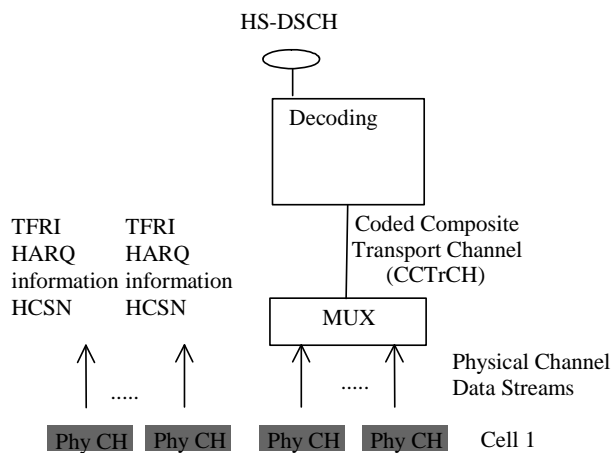 HS-DSCH
Decoding
TFRI
HARQ
information
HCSN
TFRI
HARQ
information
HCSN
Coded Composite
Transport Channel
(CCTrCH)
MUX
Physical Channel
Data Streams
.....
.....
Phy CH
Phy CH
Phy CH
Phy CH
Cell 1